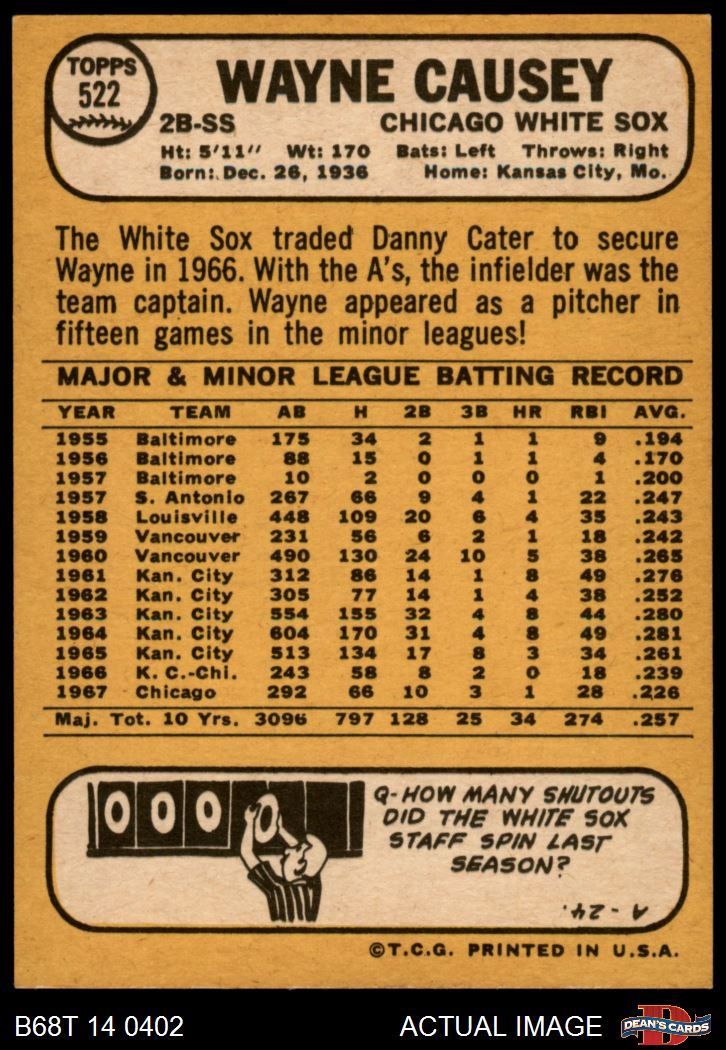 TOPPS
522
WAYNE CAUSEY
2B-SS CHICAGO WHITE SOX
Ht: 5'11" Wt: 170 Bats: Left Throws: Right
Born: Dec. 26, 1936 Home: Kansas City, Mo.
The White Sox traded Danny Cater to secure
Wayne in 1966. With the A's, the infielder was the
team captain. Wayne appeared as a pitcher in
fifteen games in the minor leagues!
MAJOR & MINOR LEAGUE BATTING RECORD
YEAR TEAM AB H 2B 3B HR RBI AVG.
1955 Baltimore 175 34 2 1 1 9 .194
1956 Baltimore 88 15 0 1 1 4 .170
1957 Baltimore 10 2 0 0 0 1 .200
1957 S. Antonio 267 66 9 4 1 22 .247
1958 Louisville 448 109 20 6 4 35 .243
1959 Vancouver 231 56 6 2 1 18 .242
1960 Vancouver 490 130 24 10 5 38 .265
1961 Kan. City 312 86 14 1 8 49 .276
1962 Kan. City 305 77 14 1 4 38 .252
1963 Kan. City 554 155 32 4 8 44 .280
1964 Kan. City 604 170 31 4 8 49 .281
1965 Kan. City 513 134 17 8 3 34 .261
1966 K. C.-Chi. 243 58 8 2 0 18 .239
1967 Chicago 292 66 10 3 1 28 .226
Maj. Tot. 10 Yrs. 3096 797 128 25 34 274 .257
0 0 0 0
Q-HOW MANY SHUTOUTS
DID THE WHITE SOX
STAFF SPIN LAST
SEASON?
A-24.
©T.C.G. PRINTED IN U.S.A.
B68T 14 0402 ACTUAL IMAGE
D
DEAN'S CARDS